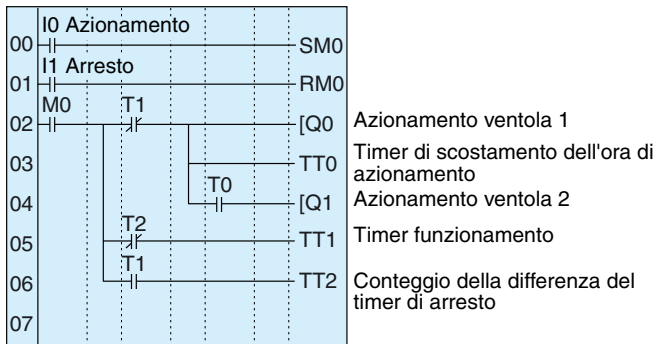 I0 Azionamento
00 SM0
I1 Arresto
01 RM0
M0 T1
02 [Q0 Azionamento ventola 1
03 TT0 Timer di scostamento dell'ora di
azionamento
T0
04 [Q1 Azionamento ventola 2
T2
05 TT1 Timer funzionamento
T1
06 TT2 Conteggio della differenza del
timer di arresto
07